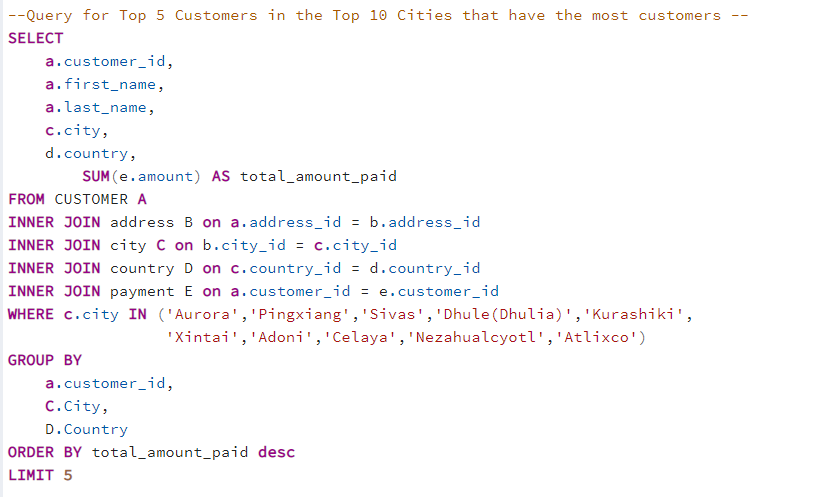 --Query for Top 5 Customers in the Top 10 Cities that have the most customers --
SELECT
a.customer_id,
a.first_name,
a.last_name,
c.city,
d.country,
SUM(e.amount) AS total_amount_paid
FROM CUSTOMER A
INNER JOIN address B on a.address_id = b.address_id
INNER JOIN city C on b.city_id = c.city_id
INNER JOIN country D on c.country_id = d.country_id
INNER JOIN payment E on a.customer_id = e.customer_id
WHERE c.city IN ('Aurora','Pingxiang','Sivas','Dhule(Dhulia)','Kurashiki',
'Xintai','Adoni','Celaya','Nezahualcyotl','Atlixco')
GROUP BY
a.customer_id,
C.City,
D.Country
ORDER BY total_amount_paid desc
LIMIT 5